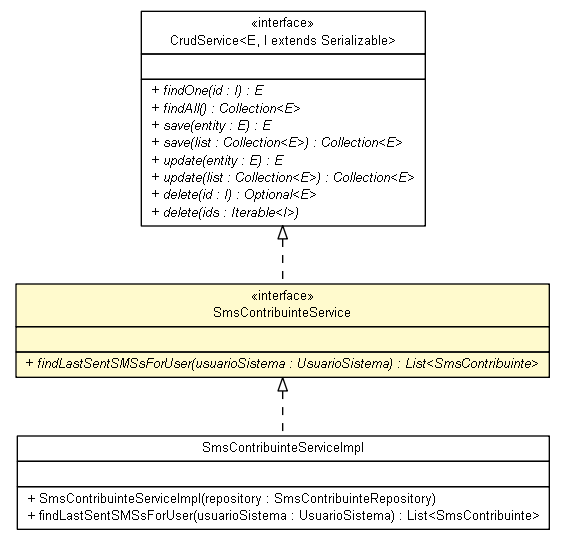 «interface»
CrudService<E, I extends Serializable>
+ findOne(id : I) : E
+ findAll() : Collection<E>
+ save(entity : E) : E
+ save(list : Collection<E>) : Collection<E>
+ update(entity : E) : E
+ update(list : Collection<E>) : Collection<E>
+ delete(id : I) : Optional<E>
+ delete(ids : Iterable<I>)
«interface»
SmsContribuinteService
+ findLastSentSMSsForUser(usuarioSistema : UsuarioSistema) : List<SmsContribuinte>
SmsContribuinteServiceImpl
+ SmsContribuinteServiceImpl(repository : SmsContribuinteRepository)
+ findLastSentSMSsForUser(usuarioSistema : UsuarioSistema) : List<SmsContribuinte>